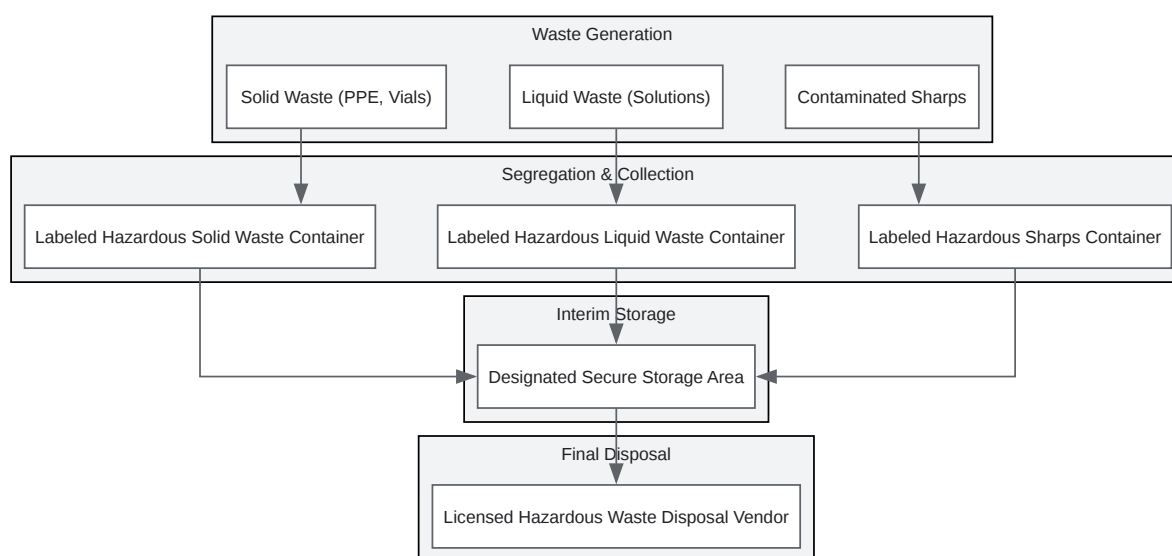 Waste Generation
Solid Waste (PPE, Vials)
Liquid Waste (Solutions)
Contaminated Sharps
Segregation & Collection
Labeled Hazardous Solid Waste Container
Labeled Hazardous Liquid Waste Container
Labeled Hazardous Sharps Container
Interim Storage
Designated Secure Storage Area
Final Disposal
Licensed Hazardous Waste Disposal Vendor